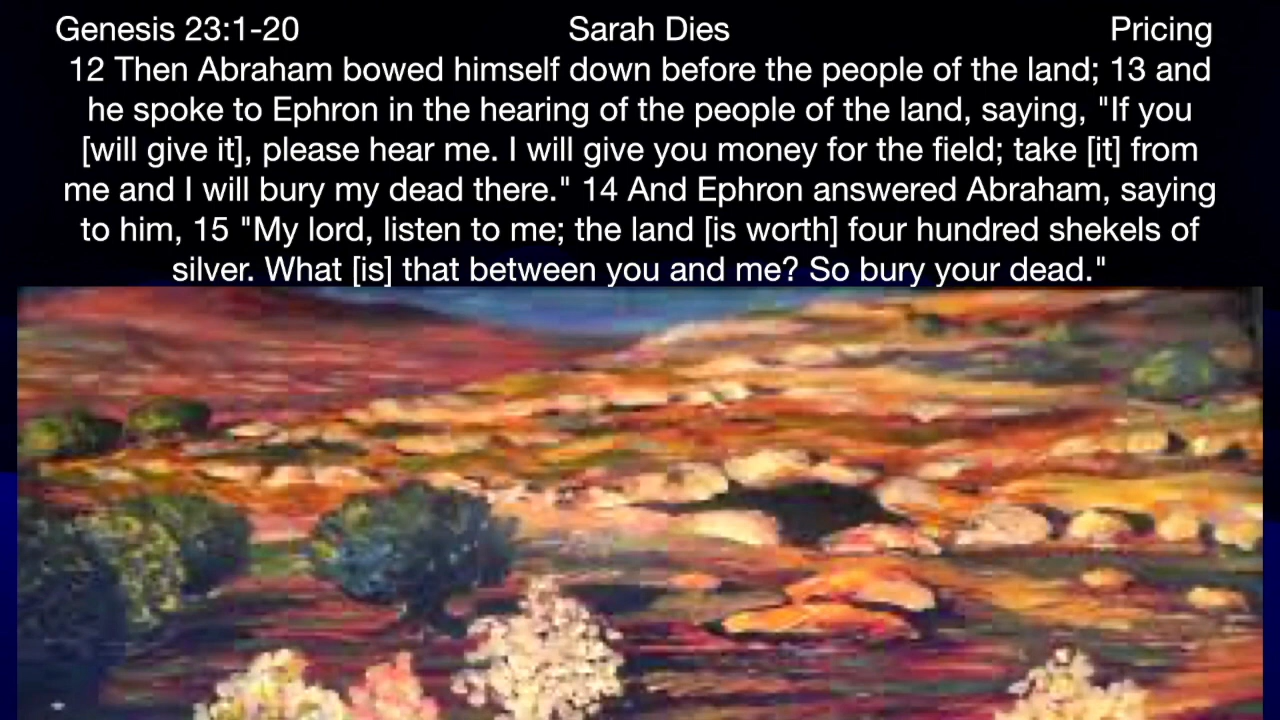 Genesis 23:1-20 Sarah Dies Pricing
12 Then Abraham bowed himself down before the people of the land; 13 and
he spoke to Ephron in the hearing of the people of the land, saying, "If you
[will give it], please hear me. I will give you money for the field; take [it] from
me and I will bury my dead there." 14 And Ephron answered Abraham, saying
to him, 15 "My lord, listen to me; the land [is worth] four hundred shekels of
silver. What [is] that between you and me? So bury your dead."